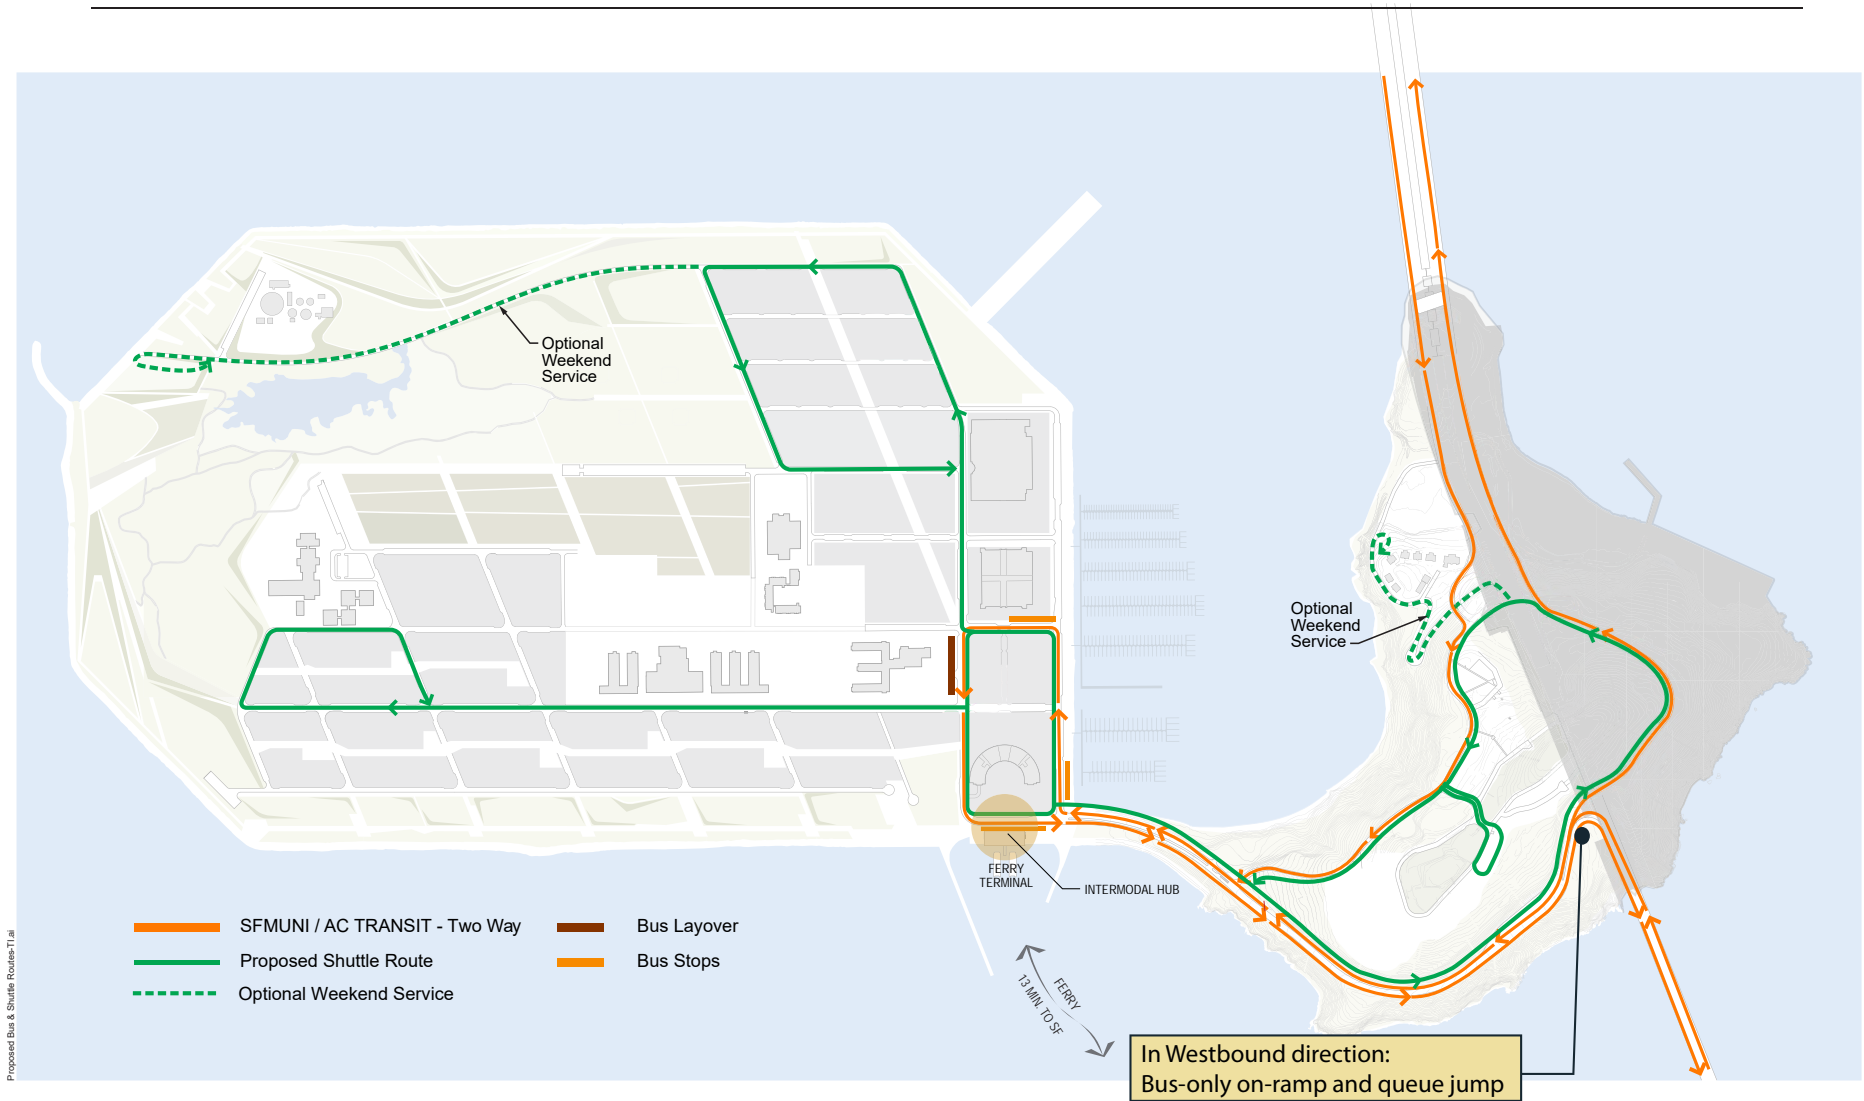 Optional
Weekend
Service
Optional
Weekend
Service
FERRY
TERMINAL
INTERMODAL HUB
SFMUNI / AC TRANSIT - Two Way
Bus Layover
Proposed Shuttle Route
Bus Stops
Optional Weekend Service
FERRY
13 MIN. TO SF
In Westbound direction:
Bus-only on-ramp and queue jump
Proposed Bus & Shuttle Routes-TI.ai